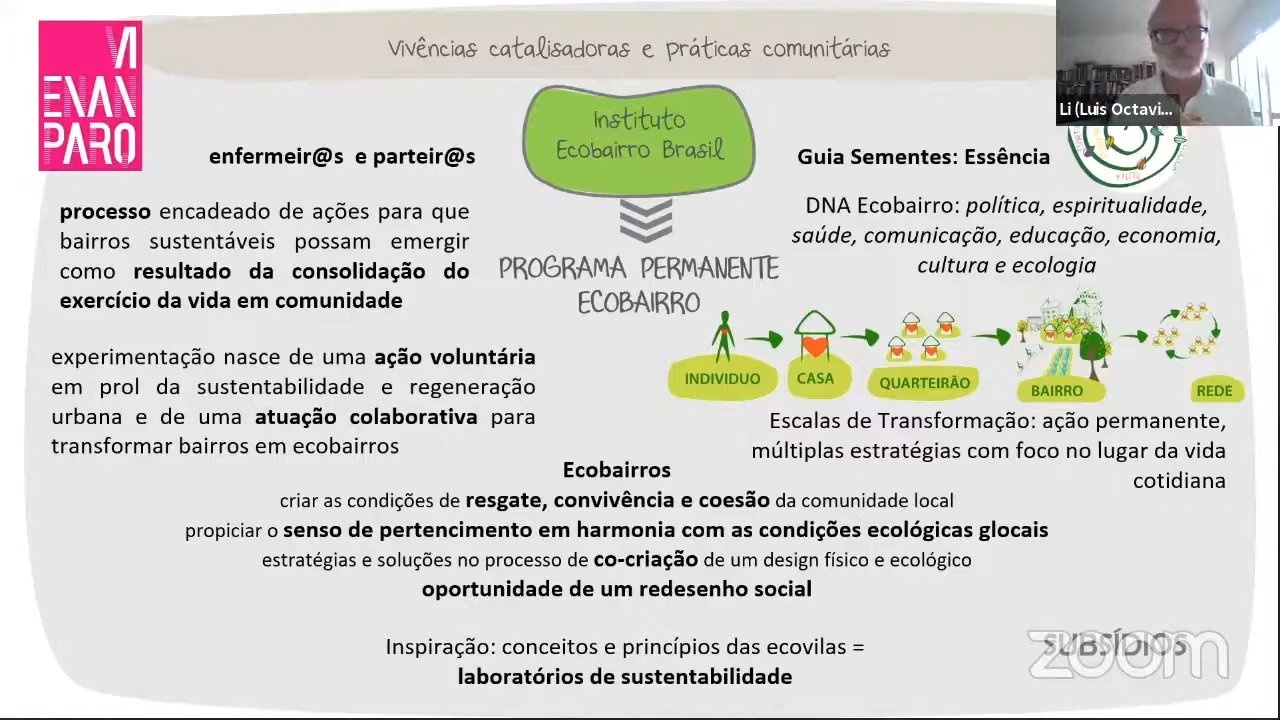 Vivências catalisadoras e práticas comunitárias
VI
ENAN
PARQ
Li (Luis Octavi...
Instituto
Ecobairro Brasil
enfermeir@s e parteir@s
processo encadeado de ações para que
bairros sustentáveis possam emergir
como resultado da consolidação do
exercício da vida em comunidade
PROGRAMA PERMANENTE
ECOBAIRRO
Guia Sementes: Essência
DNA Ecobairro: política, espiritualidade,
saúde, comunicação, educação, economia,
cultura e ecologia
INDIVIDUO
CASA
QUARTEIRÃO
BAIRRO
REDE
experimentação nasce de uma ação voluntária
em prol da sustentabilidade e regeneração
urbana e de uma atuação colaborativa para
transformar bairros em ecobairros
Escalas de Transformação: ação permanente,
múltiplas estratégias com foco no lugar da vida
cotidiana
Ecobairros
criar as condições de resgate, convivência e coesão da comunidade local
propiciar o senso de pertencimento em harmonia com as condições ecológicas glocais
estratégias e soluções no processo de co-criação de um design físico e ecológico
oportunidade de um redesenho social
Inspiração: conceitos e princípios das ecovilas =
laboratórios de sustentabilidade
SUBSÍDIOS
zoom